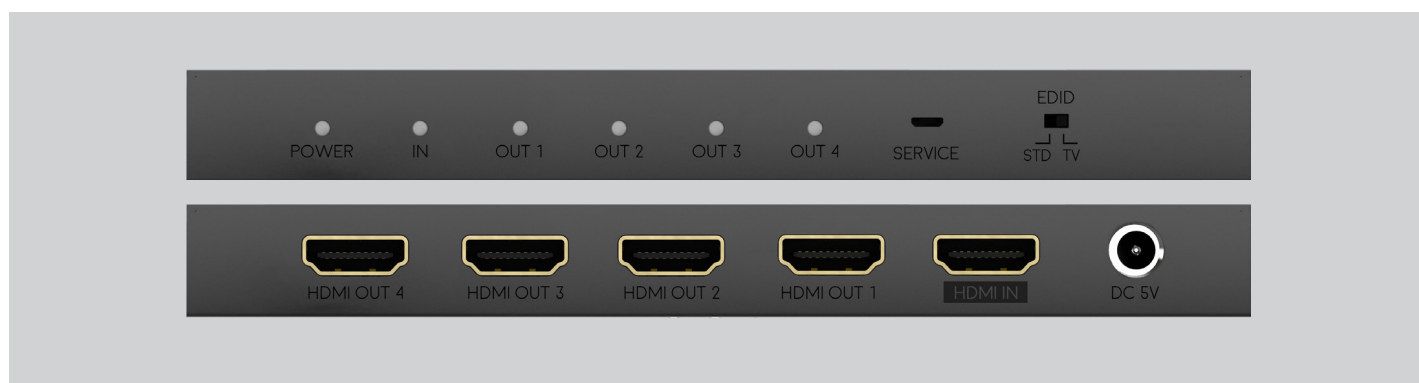 EDID
POWER IN OUT 1 OUT 2 OUT 3 OUT 4 SERVICE STD TV
HDMI OUT 4 HDMI OUT 3 HDMI OUT 2 HDMI OUT 1 HDMI IN DC 5V